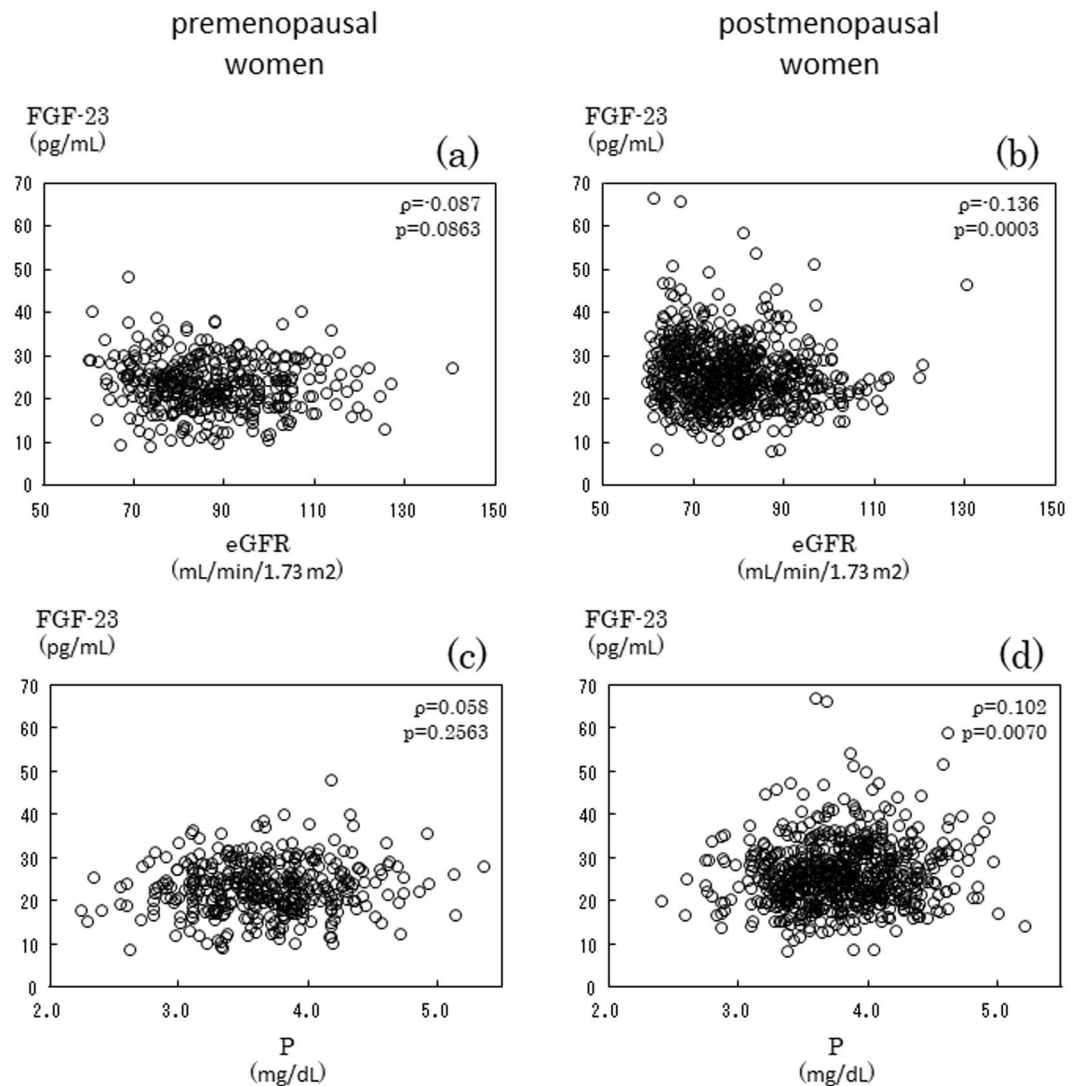 premenopausal
women
postmenopausal
women
FGF-23
(pg/mL)
(a)
ρ=-0.087
p=0.0863
70
60
50
40
30
20
10
0
50
70
90
110
130
150
eGFR
(mL/min/1.73 m2)
FGF-23
(pg/mL)
(b)
ρ=-0.136
p=0.0003
70
60
50
40
30
20
10
0
50
70
90
110
130
150
eGFR
(mL/min/1.73 m2)
FGF-23
(pg/mL)
(c)
ρ=0.058
p=0.2563
70
60
50
40
30
20
10
0
2.0
3.0
4.0
5.0
P
(mg/dL)
FGF-23
(pg/mL)
(d)
ρ=0.102
p=0.0070
70
60
50
40
30
20
10
0
2.0
3.0
4.0
5.0
P
(mg/dL)